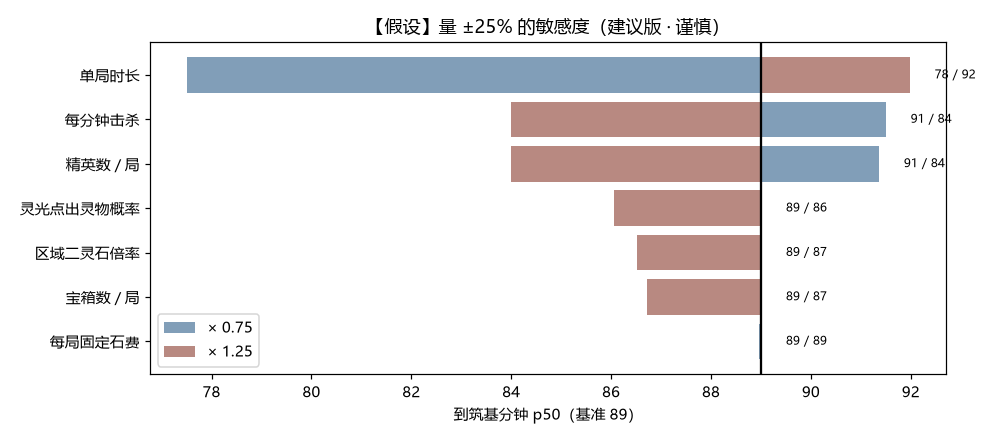 【假设】量 ±25% 的敏感度（建议版 · 谨慎）
单局时长
78 / 92
每分钟击杀
91 / 84
精英数 / 局
91 / 84
灵光点出灵物概率
89 / 86
区域二灵石倍率
89 / 87
宝箱数 / 局
89 / 87
每局固定石费
89 / 89
× 0.75
× 1.25
78 80 82 84 86 88 90 92
到筑基分钟 p50（基准 89）